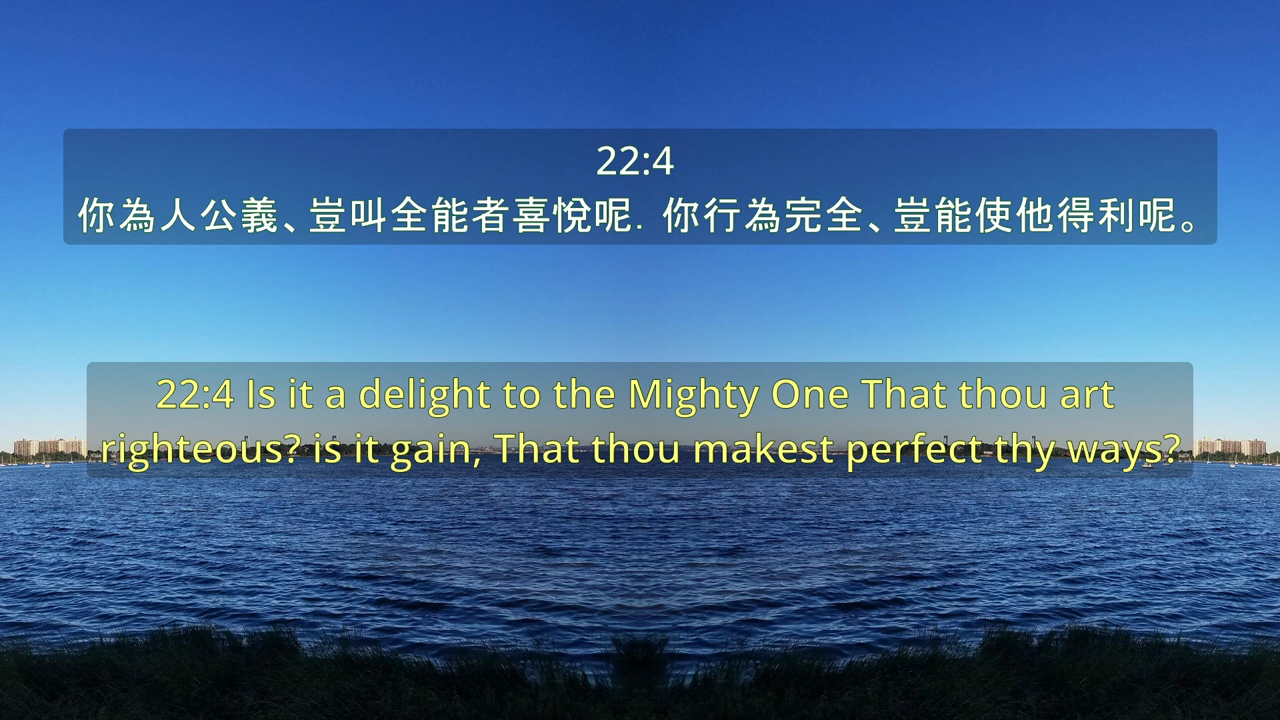 22:4
你為人公義、豈叫全能者喜悅呢. 你行為完全、豈能使他得利呢。
22:4 Is it a delight to the Mighty One That thou art
righteous? is it gain, That thou makest perfect thy ways?